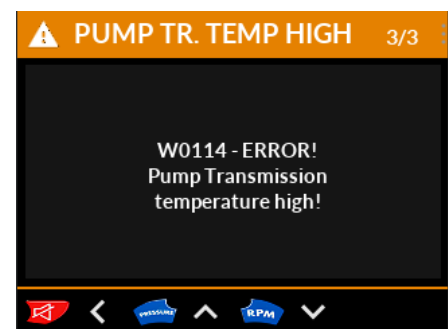 PUMP TR. TEMP HIGH 3/3
W0114 - ERROR!
Pump Transmission
temperature high!
PRESSURE RPM